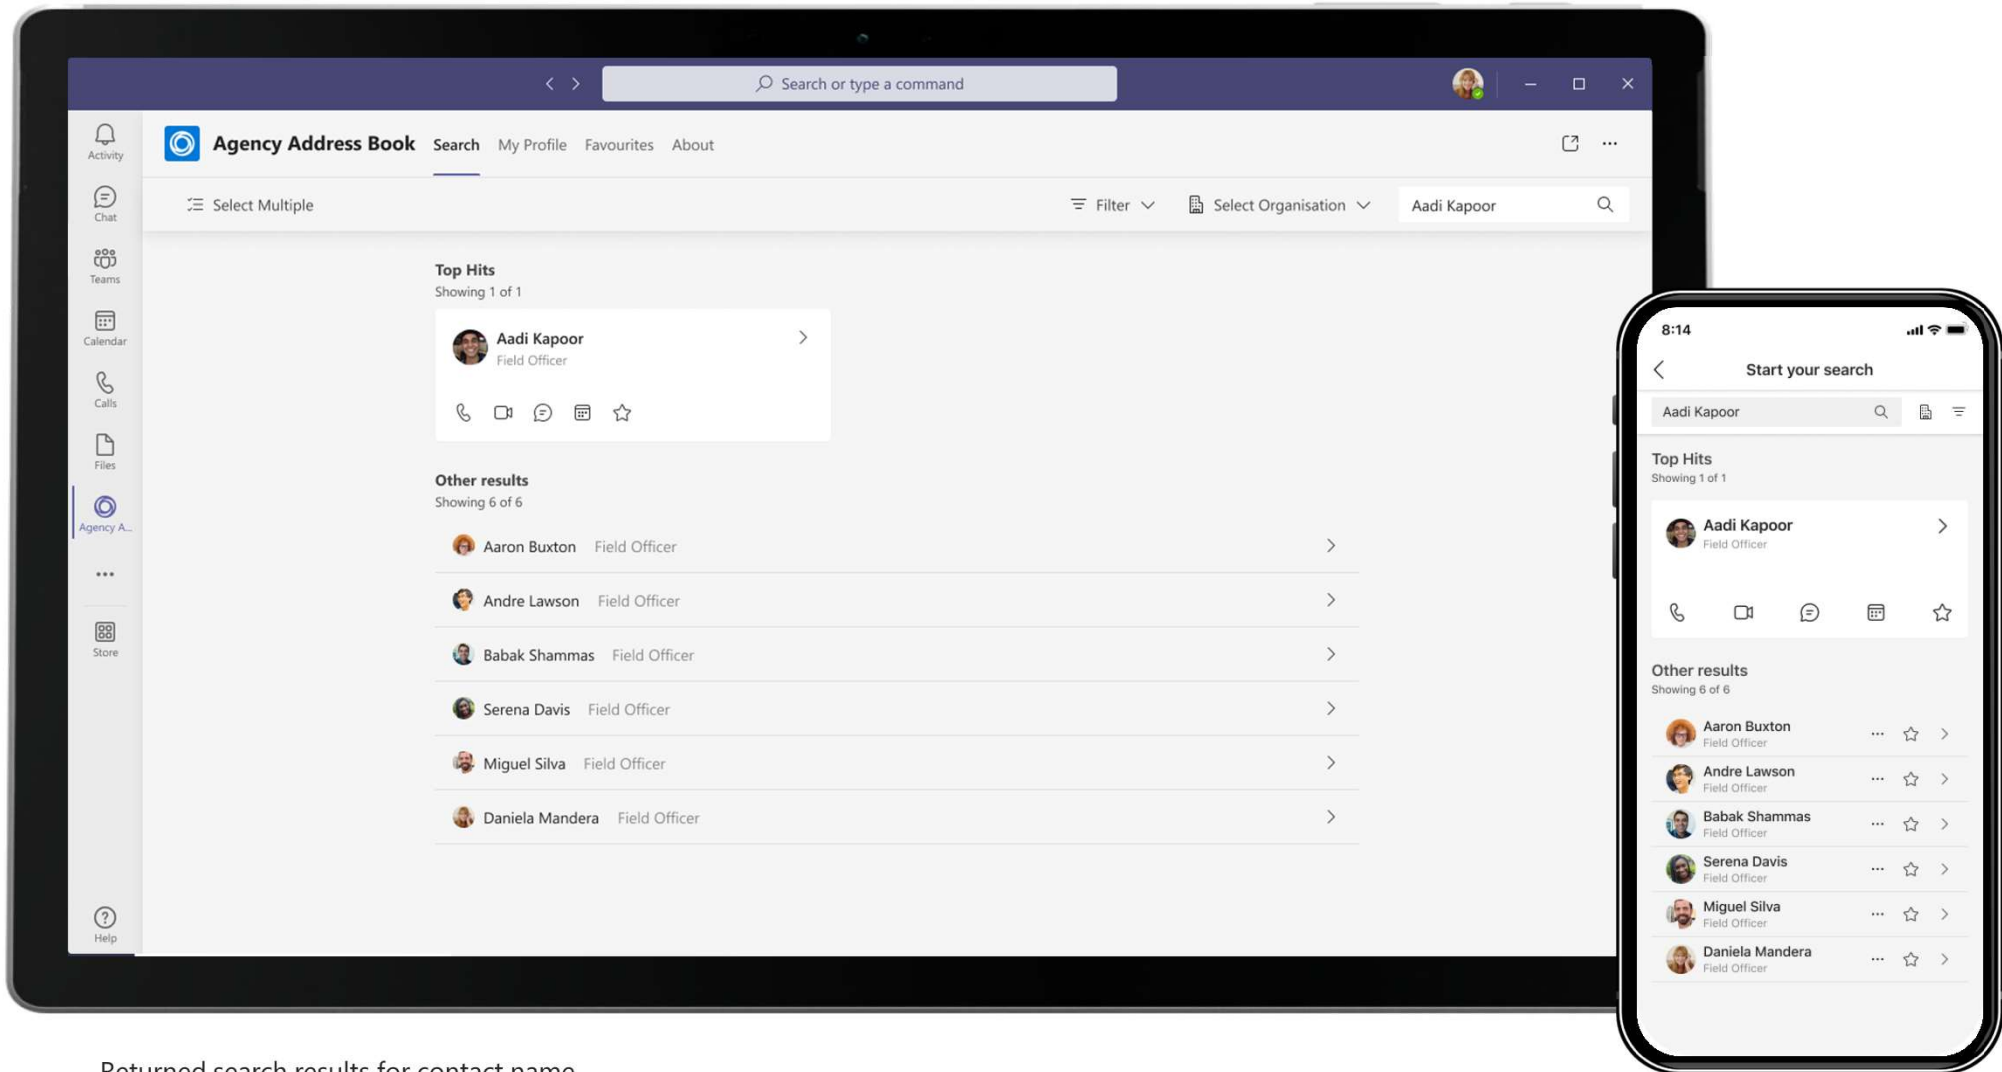 Search or type a command
Activity
Agency Address Book Search My Profile Favourites About
Chat
Select Multiple
Filter
Select Organisation
Aadi Kapoor
Teams
Calendar
Calls
Files
Agency A...
Store
Help
Top Hits
Showing 1 of 1
Aadi Kapoor
Field Officer
Other results
Showing 6 of 6
Aaron Buxton Field Officer
Andre Lawson Field Officer
Babak Shammas Field Officer
Serena Davis Field Officer
Miguel Silva Field Officer
Daniela Mandera Field Officer
8:14
Start your search
Aadi Kapoor
Top Hits
Showing 1 of 1
Aadi Kapoor
Field Officer
Other results
Showing 6 of 6
Aaron Buxton
Field Officer
Andre Lawson
Field Officer
Babak Shammas
Field Officer
Serena Davis
Field Officer
Miguel Silva
Field Officer
Daniela Mandera
Field Officer
Returned search results for contact name